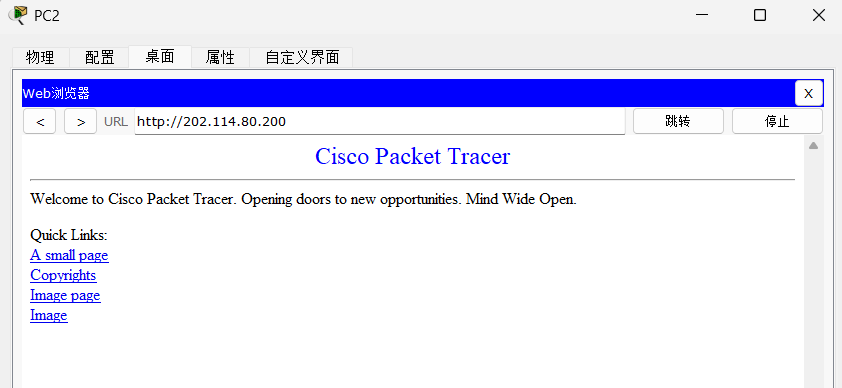 PC2
物理 配置 桌面 属性 自定义界面
Web浏览器 X
< > URL http://202.114.80.200 跳转 停止
Cisco Packet Tracer
Welcome to Cisco Packet Tracer. Opening doors to new opportunities. Mind Wide Open.
Quick Links:
A small page
Copyrights
Image page
Image